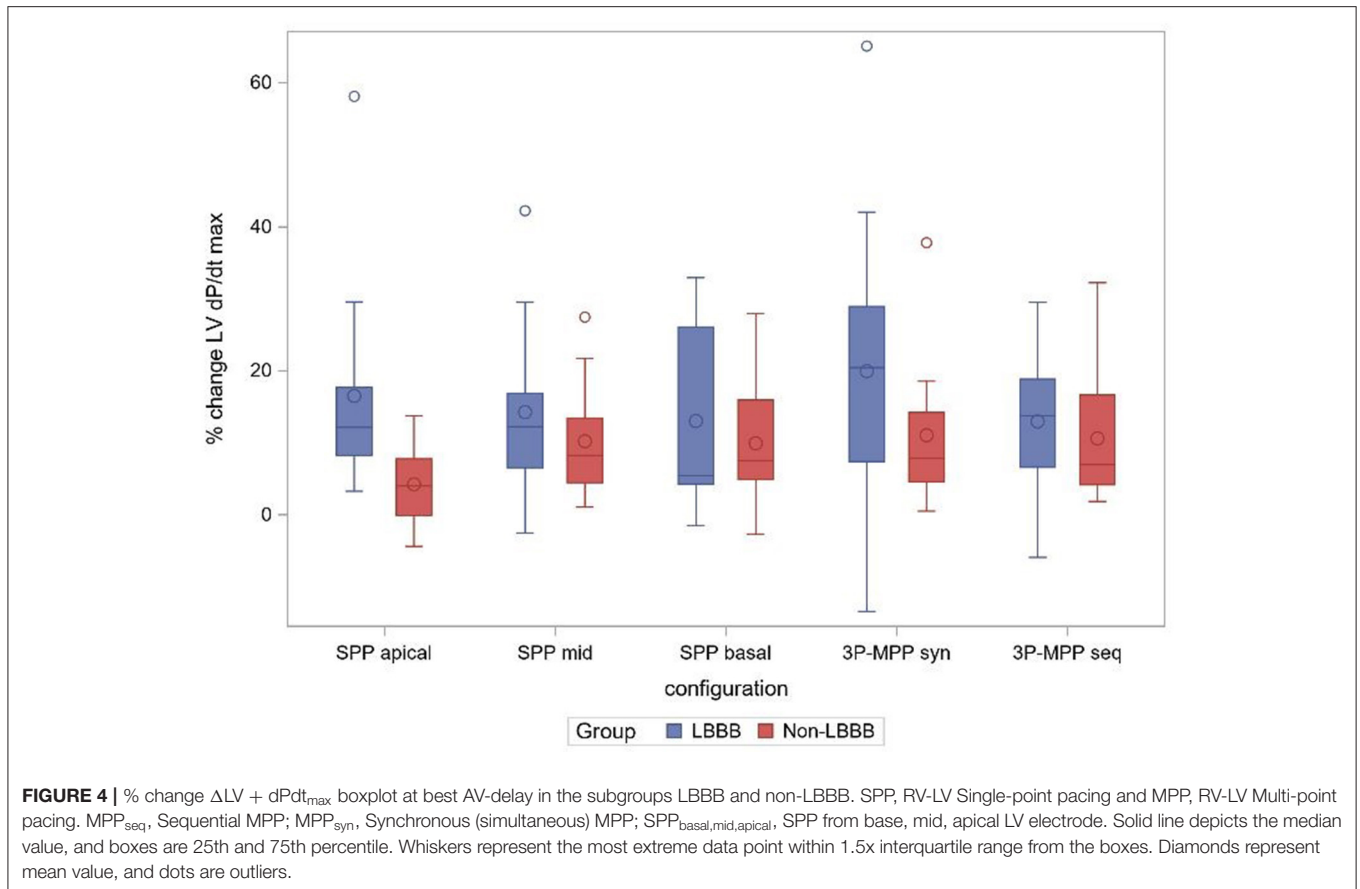 60
40
20
0
% change LV dP/dt max
SPP apical SPP mid SPP basal 3P-MPP syn 3P-MPP seq
configuration
Group LBBB Non-LBBB
FIGURE 4 | % change ΔLV + dPdtmax boxplot at best AV-delay in the subgroups LBBB and non-LBBB. SPP, RV-LV Single-point pacing and MPP, RV-LV Multi-point
pacing. MPPseq, Sequential MPP; MPPsyn, Synchronous (simultaneous) MPP; SPPbasal,mid,apical, SPP from base, mid, apical LV electrode. Solid line depicts the median
value, and boxes are 25th and 75th percentile. Whiskers represent the most extreme data point within 1.5x interquartile range from the boxes. Diamonds represent
mean value, and dots are outliers.